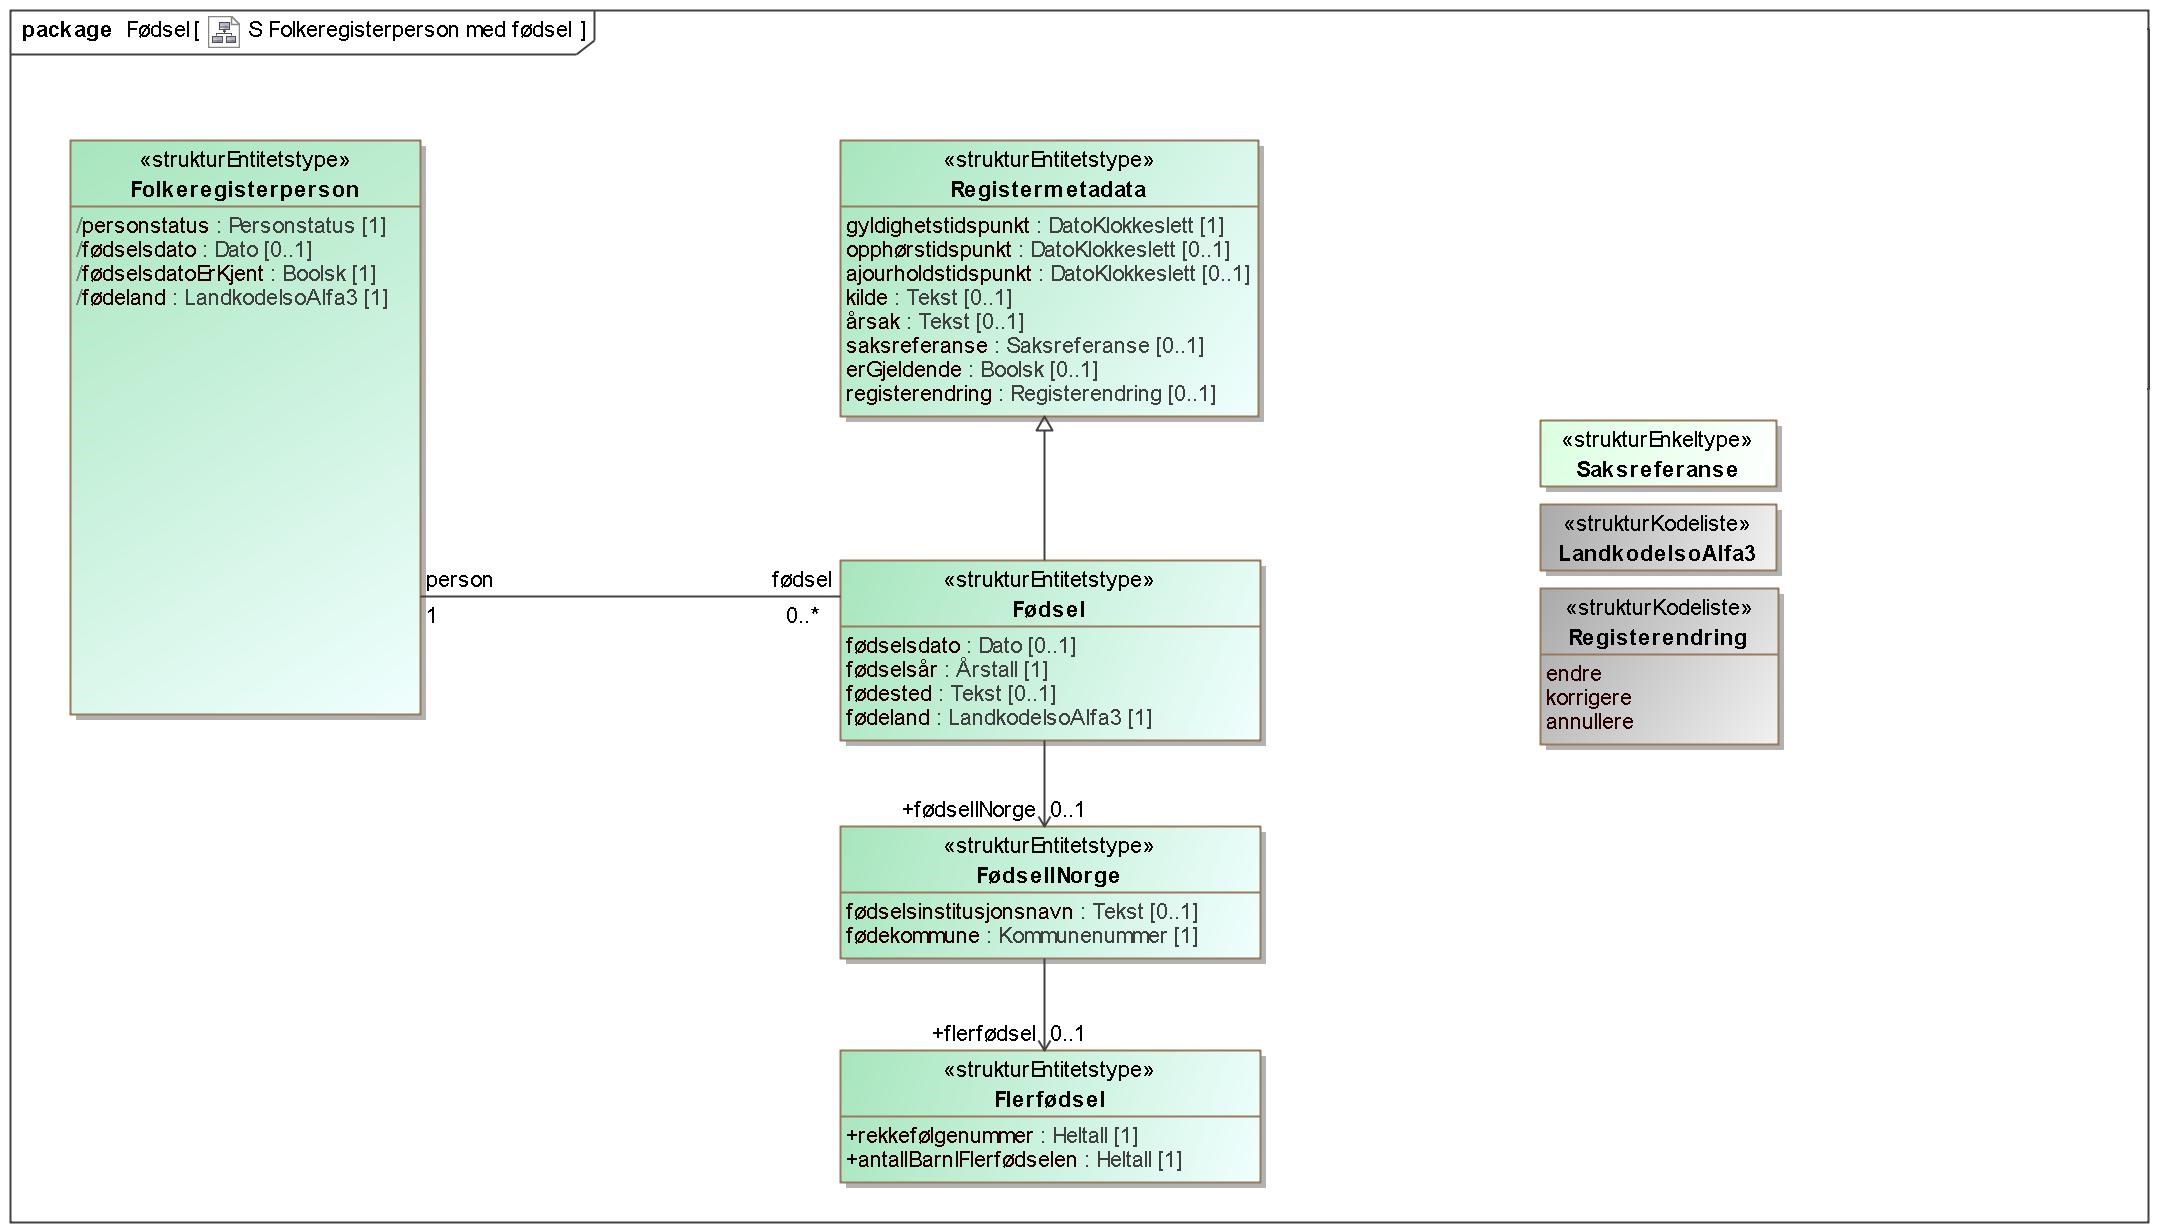 package Fødsel [ S Folkeregisterperson med fødsel ]
«strukturEntitetstype»
Folkeregisterperson
/personstatus : Personstatus [1]
/fødselsdato : Dato [0..1]
/fødselsdatoErKjent : Boolsk [1]
/fødeland : LandkodeIsoAlfa3 [1]
«strukturEntitetstype»
Registermetadata
gyldighetstidspunkt : DatoKlokkeslett [1]
opphørstidspunkt : DatoKlokkeslett [0..1]
ajourholdstidspunkt : DatoKlokkeslett [0..1]
kilde : Tekst [0..1]
årsak : Tekst [0..1]
saksreferanse : Saksreferanse [0..1]
erGjeldende : Boolsk [0..1]
registerendring : Registerendring [0..1]
«strukturEnkeltype»
Saksreferanse
«strukturKodeliste»
LandkodeIsoAlfa3
«strukturKodeliste»
Registerendring
endre
korrigere
annullere
person
1
fødsel
0..*
«strukturEntitetstype»
Fødsel
fødselsdato : Dato [0..1]
fødselsår : Årstall [1]
fødested : Tekst [0..1]
fødeland : LandkodeIsoAlfa3 [1]
+fødselINorge 0..1
«strukturEntitetstype»
FødselINorge
fødselsinstitusjonsnavn : Tekst [0..1]
fødekommune : Kommunenummer [1]
+flerfødsel 0..1
«strukturEntitetstype»
Flerfødsel
+rekkefølgenummer : Heltall [1]
+antallBarnIFlerfødselen : Heltall [1]